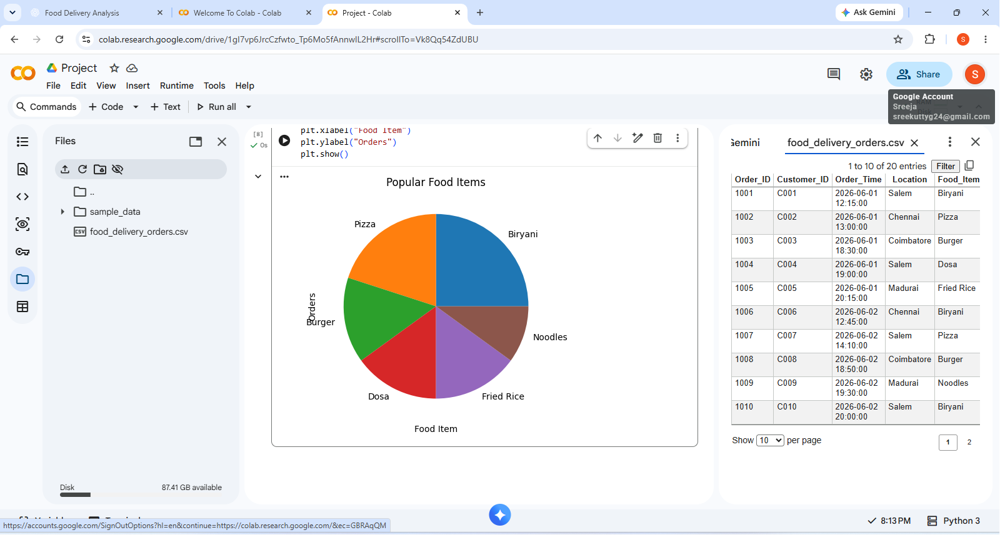 Food Delivery Analysis
Welcome To Colab - Colab
Project - Colab
Ask Gemini
colab.research.google.com/drive/1gI7vp6JrcCzfwto_Tp6Mo5fAnnwlL2Hr#scrollTo=Vk8Qq54ZdUBU
S
Project
File Edit View Insert Runtime Tools Help
Share
S
Google Account
Sreeja
sreekuttyg24@gmail.com
Commands + Code + Text Run all
Files
..
sample_data
food_delivery_orders.csv
Disk 87.41 GB available
[8]
0s
plt.xlabel("Food Item")
plt.ylabel("Orders")
plt.show()
Popular Food Items
Pizza
Biryani
Orders
Burger
Noodles
Dosa
Fried Rice
Food Item
Gemini
food_delivery_orders.csv
1 to 10 of 20 entries Filter
Order_ID Customer_ID Order_Time Location Food_Item
1001 C001 2026-06-01 12:15:00 Salem Biryani
1002 C002 2026-06-01 13:00:00 Chennai Pizza
1003 C003 2026-06-01 18:30:00 Coimbatore Burger
1004 C004 2026-06-01 19:00:00 Salem Dosa
1005 C005 2026-06-01 20:15:00 Madurai Fried Rice
1006 C006 2026-06-02 12:45:00 Chennai Biryani
1007 C007 2026-06-02 14:10:00 Salem Pizza
1008 C008 2026-06-02 18:50:00 Coimbatore Burger
1009 C009 2026-06-02 19:30:00 Madurai Noodles
1010 C010 2026-06-02 20:00:00 Salem Biryani
Show 10 per page
1 2
8:13 PM
Python 3
https://accounts.google.com/SignOutOptions?hl=en&continue=https://colab.research.google.com/&ec=GBRAqQM